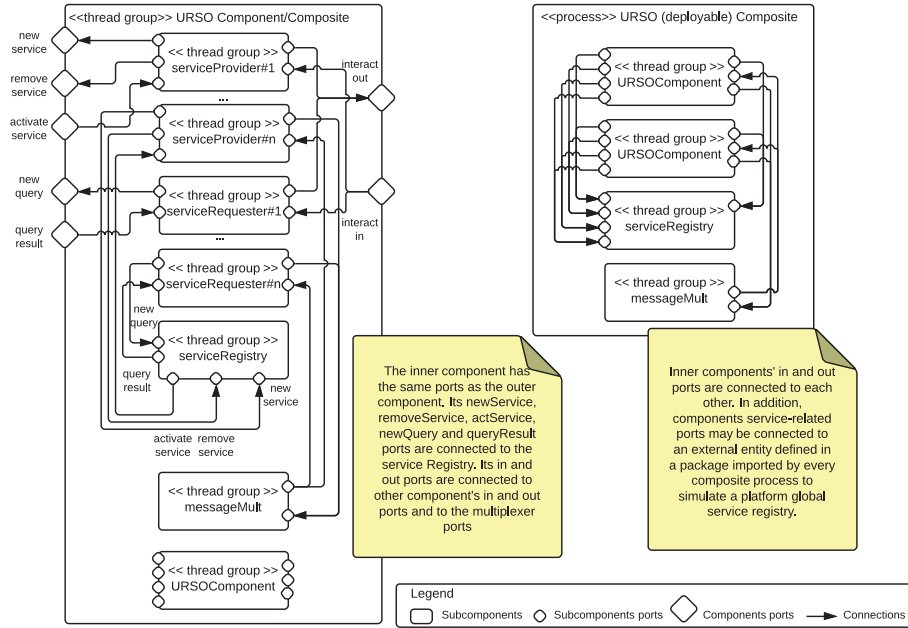 <<thread group>> URSO Component/Composite
new
service
remove
service
activate
service
new
query
query
result
<< thread group >>
serviceProvider#1
...
<< thread group >>
serviceProvider#n
<< thread group >>
serviceRequester#1
...
<< thread group >>
serviceRequester#n
new
query
<< thread group >>
serviceRegistry
query
result
new
service
activate
service
remove
service
<< thread group >>
messageMult
<< thread group >>
URSOComponent
interact
out
interact
in
<<process>> URSO (deployable) Composite
<< thread group >>
URSOComponent
<< thread group >>
URSOComponent
<< thread group >>
serviceRegistry
<< thread group >>
messageMult
The inner component has
the same ports as the outer
component. Its newService,
removeService, actService,
newQuery and queryResult
ports are connected to the
service Registry. Its in and
out ports are connected to
other component's in and out
ports and to the multiplexer
ports
Inner components' in and out
ports are connected to each
other. In addition,
components service-related
ports may be connected to
an external entity defined in
a package imported by every
composite process to
simulate a platform global
service registry.
Legend
Subcomponents
Subcomponents ports
Components ports
Connections